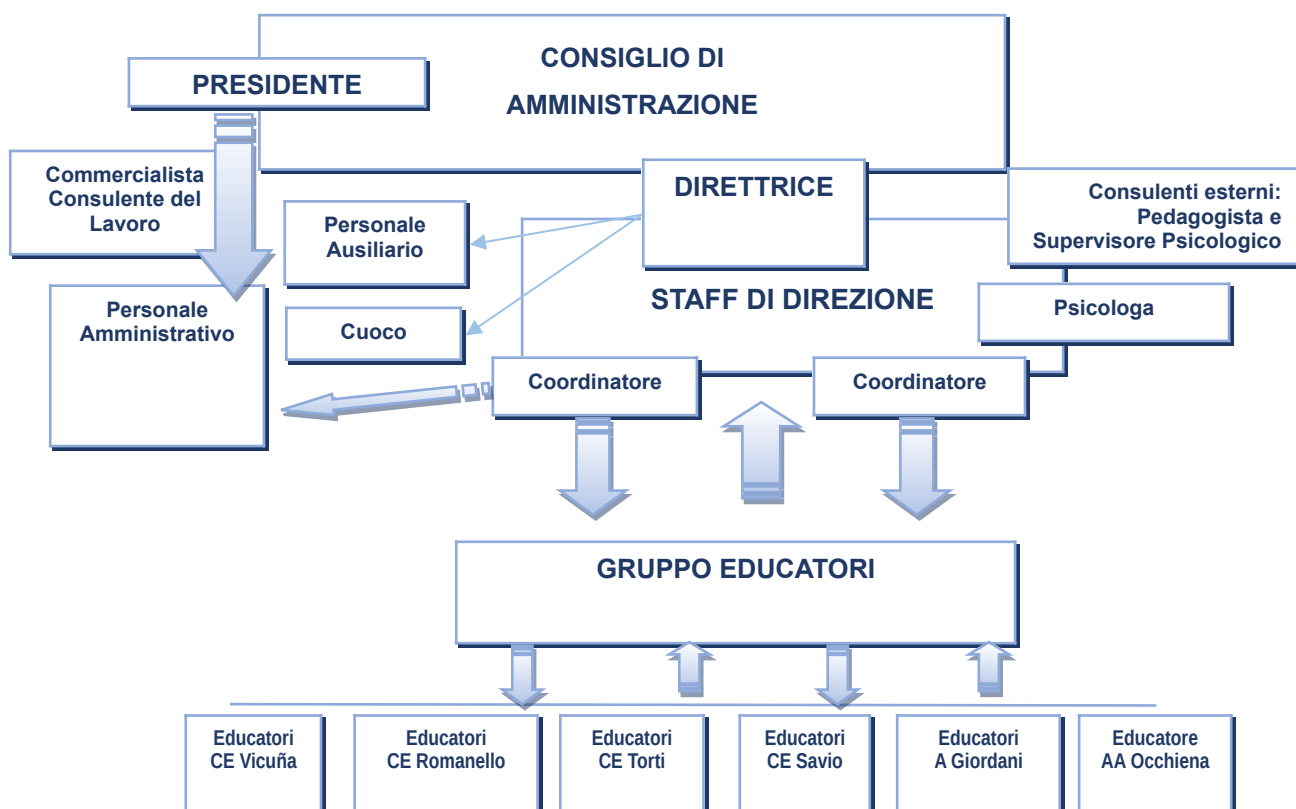 CONSIGLIO DI
AMMINISTRAZIONE
PRESIDENTE
Commercialista
Consulente del
Lavoro
Personale
Ausiliario
DIRETTRICE
Consulenti esterni:
Pedagogista e
Supervisore Psicologico
STAFF DI DIREZIONE
Psicologa
Personale
Amministrativo
Cuoco
Coordinatore
Coordinatore
GRUPPO EDUCATORI
Educatori
CE Vicuña
Educatori
CE Romanello
Educatori
CE Torti
Educatori
CE Savio
Educatori
A Giordani
Educatore
AA Occhiena